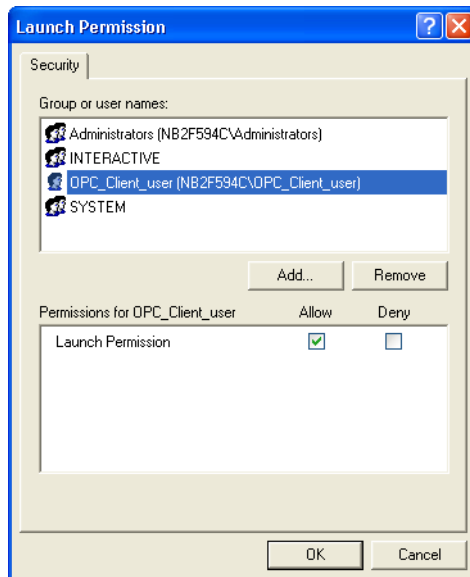 Launch Permission
Security
Group or user names:
Administrators (NB2F594C\Administrators)
INTERACTIVE
OPC_Client_user (NB2F594C\OPC_Client_user)
SYSTEM
Add... Remove
Permissions for OPC_Client_user Allow Deny
Launch Permission
OK Cancel